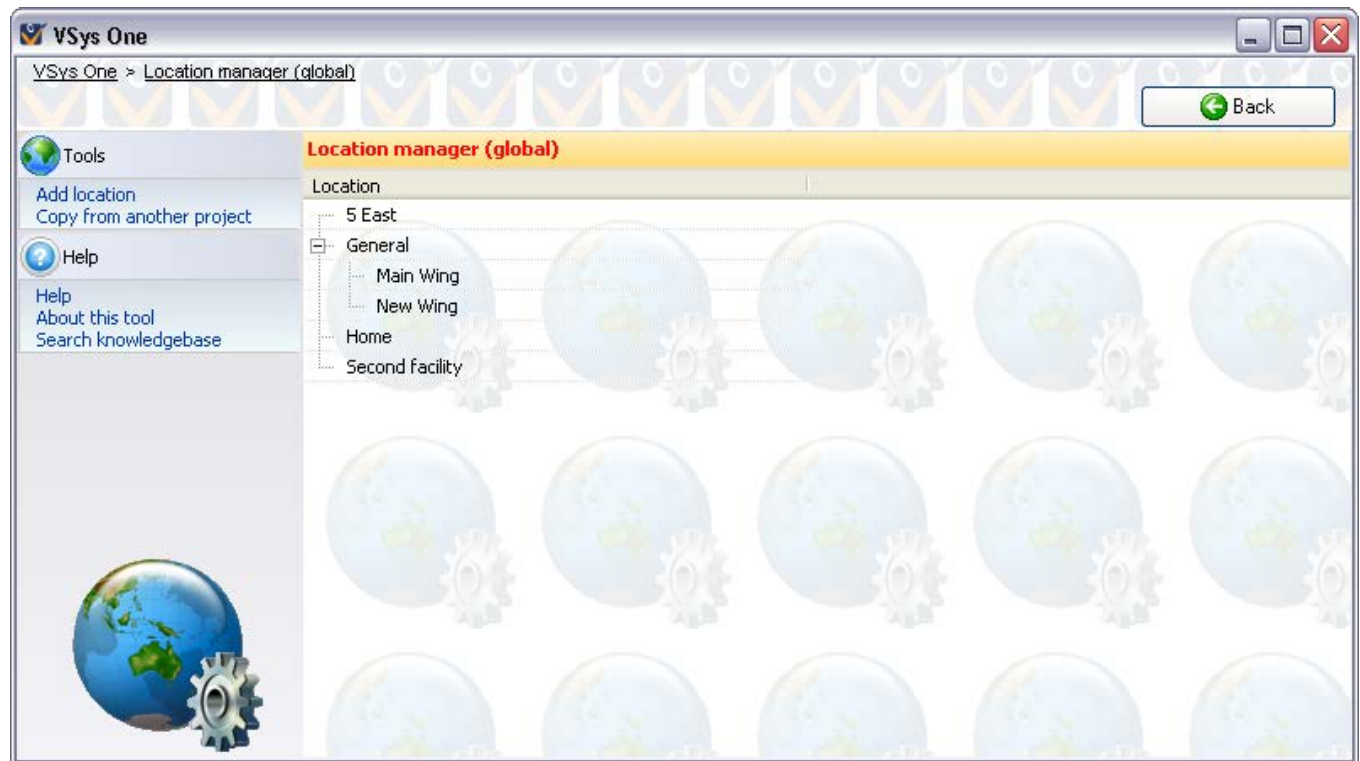 VSys One
VSys One > Location manager (global)
Back
Tools
Add location
Copy from another project
Help
Help
About this tool
Search knowledgebase
Location manager (global)
Location
5 East
General
Main Wing
New Wing
Home
Second facility